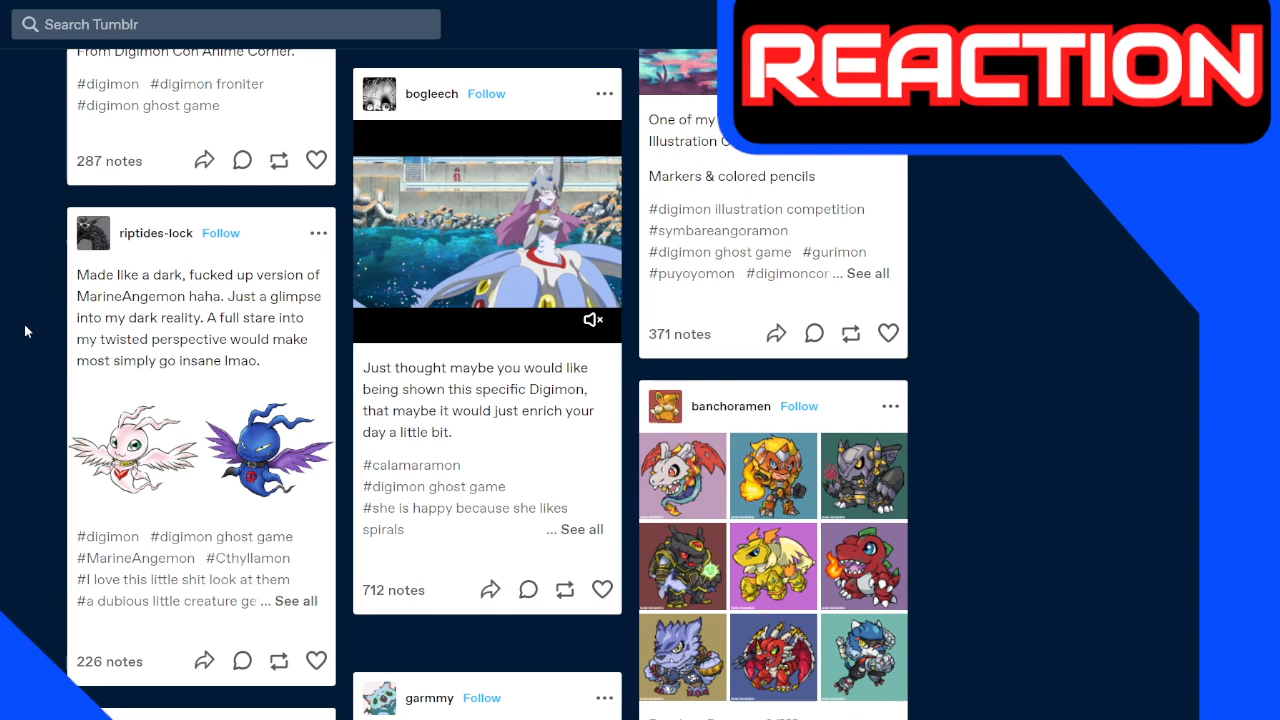 Search Tumblr
REACTION
From Digimon Con Anime Corner.
#digimon #digimon froniter
#digimon ghost game
287 notes
riptides-lock Follow
Made like a dark, fucked up version of
MarineAngemon haha. Just a glimpse
into my dark reality. A full stare into
my twisted perspective would make
most simply go insane lmao.
#digimon #digimon ghost game
#MarineAngemon #Cthyllamon
#I love this little shit look at them
#a dubious little creature ge ... See all
226 notes
bogleech Follow
Just thought maybe you would like
being shown this specific Digimon,
that maybe it would just enrich your
day a little bit.
#calamaramon
#digimon ghost game
#she is happy because she likes
spirals ... See all
712 notes
garmmy Follow
One of my
Illustration
Markers & colored pencils
#digimon illustration competition
#symbareangoramon
#digimon ghost game #gurimon
#puyoyomon #digimoncor ... See all
371 notes
banchoramen Follow